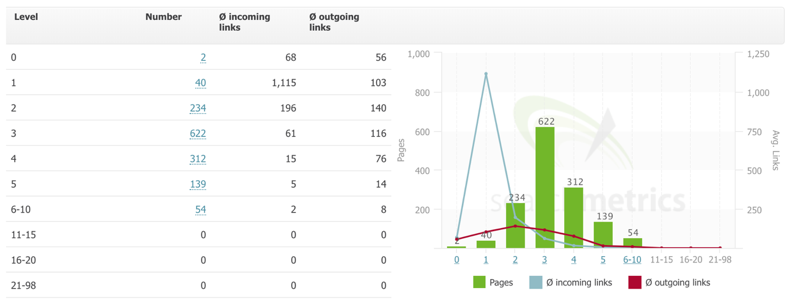 Level Number Ø incoming links Ø outgoing links
0 2 68 56
1 40 1,115 103
2 234 196 140
3 622 61 116
4 312 15 76
5 139 5 14
6-10 54 2 8
11-15 0 0 0
16-20 0 0 0
21-98 0 0 0
1,000 1,250
800 1,000
600 750
400 500
200 250
Pages
Avg. Links
2 40 234 622 312 139 54
0 1 2 3 4 5 6-10 11-15 16-20 21-98
Pages Ø incoming links Ø outgoing links